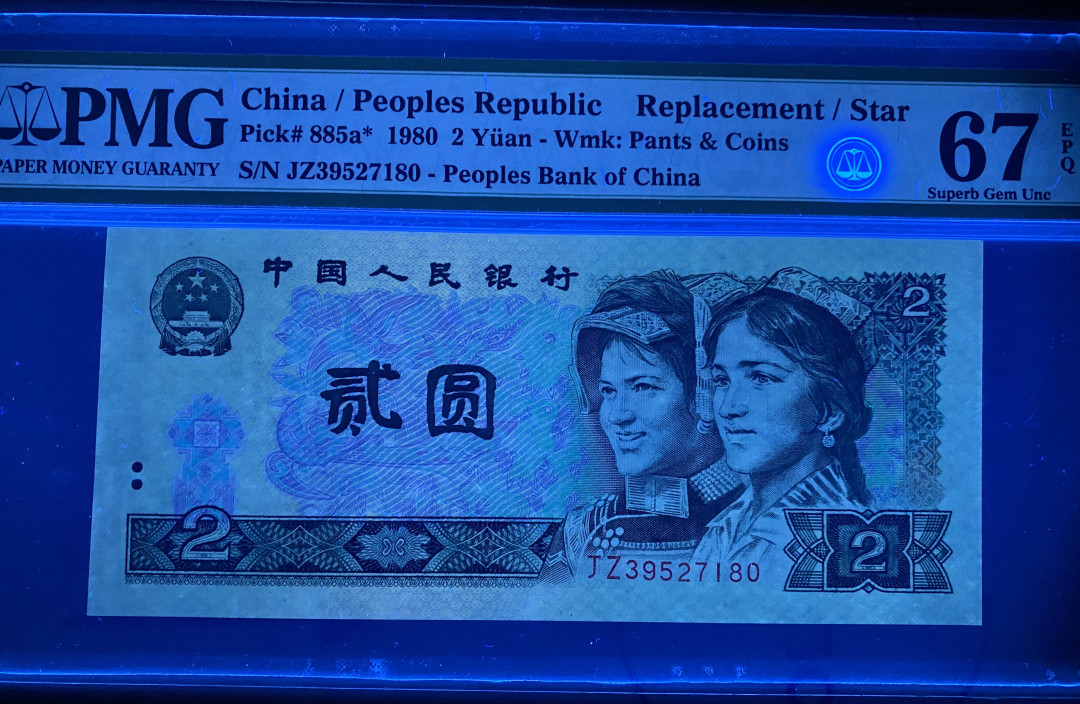 PMG
PAPER MONEY GUARANTY
China / Peoples Republic Replacement / Star
Pick# 885a* 1980 2 Yüan - Wmk: Pants & Coins
S/N JZ39527180 - Peoples Bank of China
67
EPQ
Superb Gem Unc
中国人民银行
2
贰圆
2
2
JZ39527180